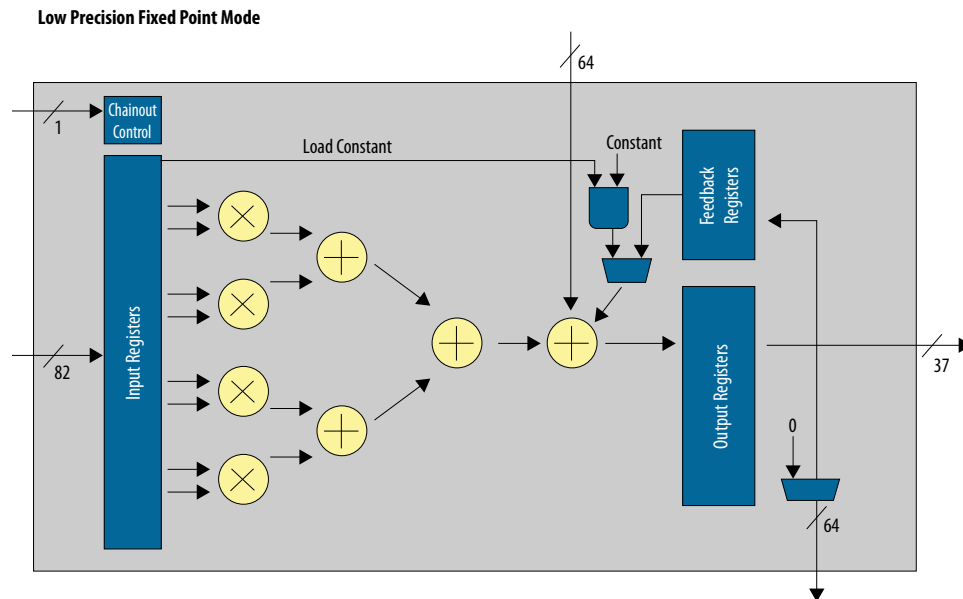 Low Precision Fixed Point Mode
64
Chainout
Control
1
Load Constant
Constant
Feedback
Registers
Input Registers
82
Output Registers
37
0
64